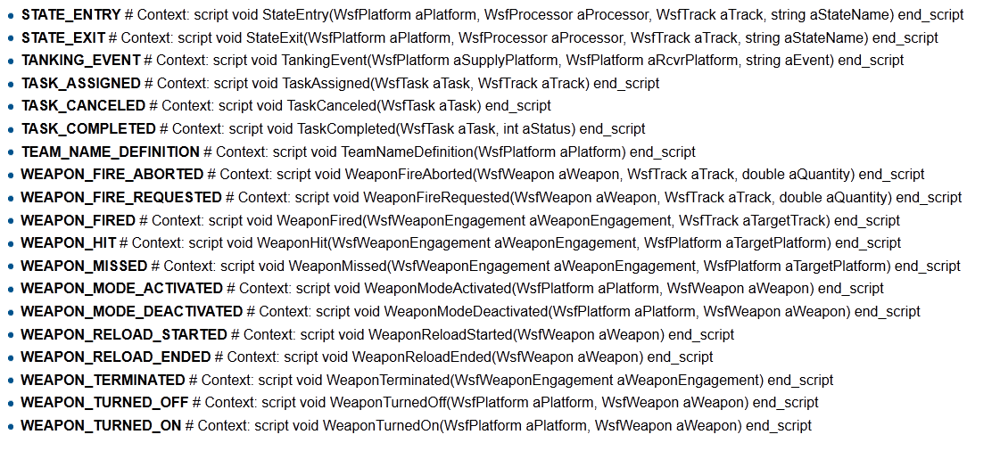 STATE_ENTRY # Context: script void StateEntry(WsfPlatform aPlatform, WsfProcessor aProcessor, WsfTrack aTrack, string aStateName) end_script
STATE_EXIT # Context: script void StateExit(WsfPlatform aPlatform, WsfProcessor aProcessor, WsfTrack aTrack, string aStateName) end_script
TANKING_EVENT # Context: script void TankingEvent(WsfPlatform aSupplyPlatform, WsfPlatform aRcvrPlatform, string aEvent) end_script
TASK_ASSIGNED # Context: script void TaskAssigned(WsfTask aTask, WsfTrack aTrack) end_script
TASK_CANCELED # Context: script void TaskCanceled(WsfTask aTask) end_script
TASK_COMPLETED # Context: script void TaskCompleted(WsfTask aTask, int aStatus) end_script
TEAM_NAME_DEFINITION # Context: script void TeamNameDefinition(WsfPlatform aPlatform) end_script
WEAPON_FIRE_ABORTED # Context: script void WeaponFireAborted(WsfWeapon aWeapon, WsfTrack aTrack, double aQuantity) end_script
WEAPON_FIRE_REQUESTED # Context: script void WeaponFireRequested(WsfWeapon aWeapon, WsfTrack aTrack, double aQuantity) end_script
WEAPON_FIRED # Context: script void WeaponFired(WsfWeaponEngagement aWeaponEngagement, WsfTrack aTargetTrack) end_script
WEAPON_HIT # Context: script void WeaponHit(WsfWeaponEngagement aWeaponEngagement, WsfPlatform aTargetPlatform) end_script
WEAPON_MISSED # Context: script void WeaponMissed(WsfWeaponEngagement aWeaponEngagement, WsfPlatform aTargetPlatform) end_script
WEAPON_MODE_ACTIVATED # Context: script void WeaponModeActivated(WsfPlatform aPlatform, WsfWeapon aWeapon) end_script
WEAPON_MODE_DEACTIVATED # Context: script void WeaponModeDeactivated(WsfPlatform aPlatform, WsfWeapon aWeapon) end_script
WEAPON_RELOAD_STARTED # Context: script void WeaponReloadStarted(WsfWeapon aWeapon) end_script
WEAPON_RELOAD_ENDED # Context: script void WeaponReloadEnded(WsfWeapon aWeapon) end_script
WEAPON_TERMINATED # Context: script void WeaponTerminated(WsfWeaponEngagement aWeaponEngagement) end_script
WEAPON_TURNED_OFF # Context: script void WeaponTurnedOff(WsfPlatform aPlatform, WsfWeapon aWeapon) end_script
WEAPON_TURNED_ON # Context: script void WeaponTurnedOn(WsfPlatform aPlatform, WsfWeapon aWeapon) end_script